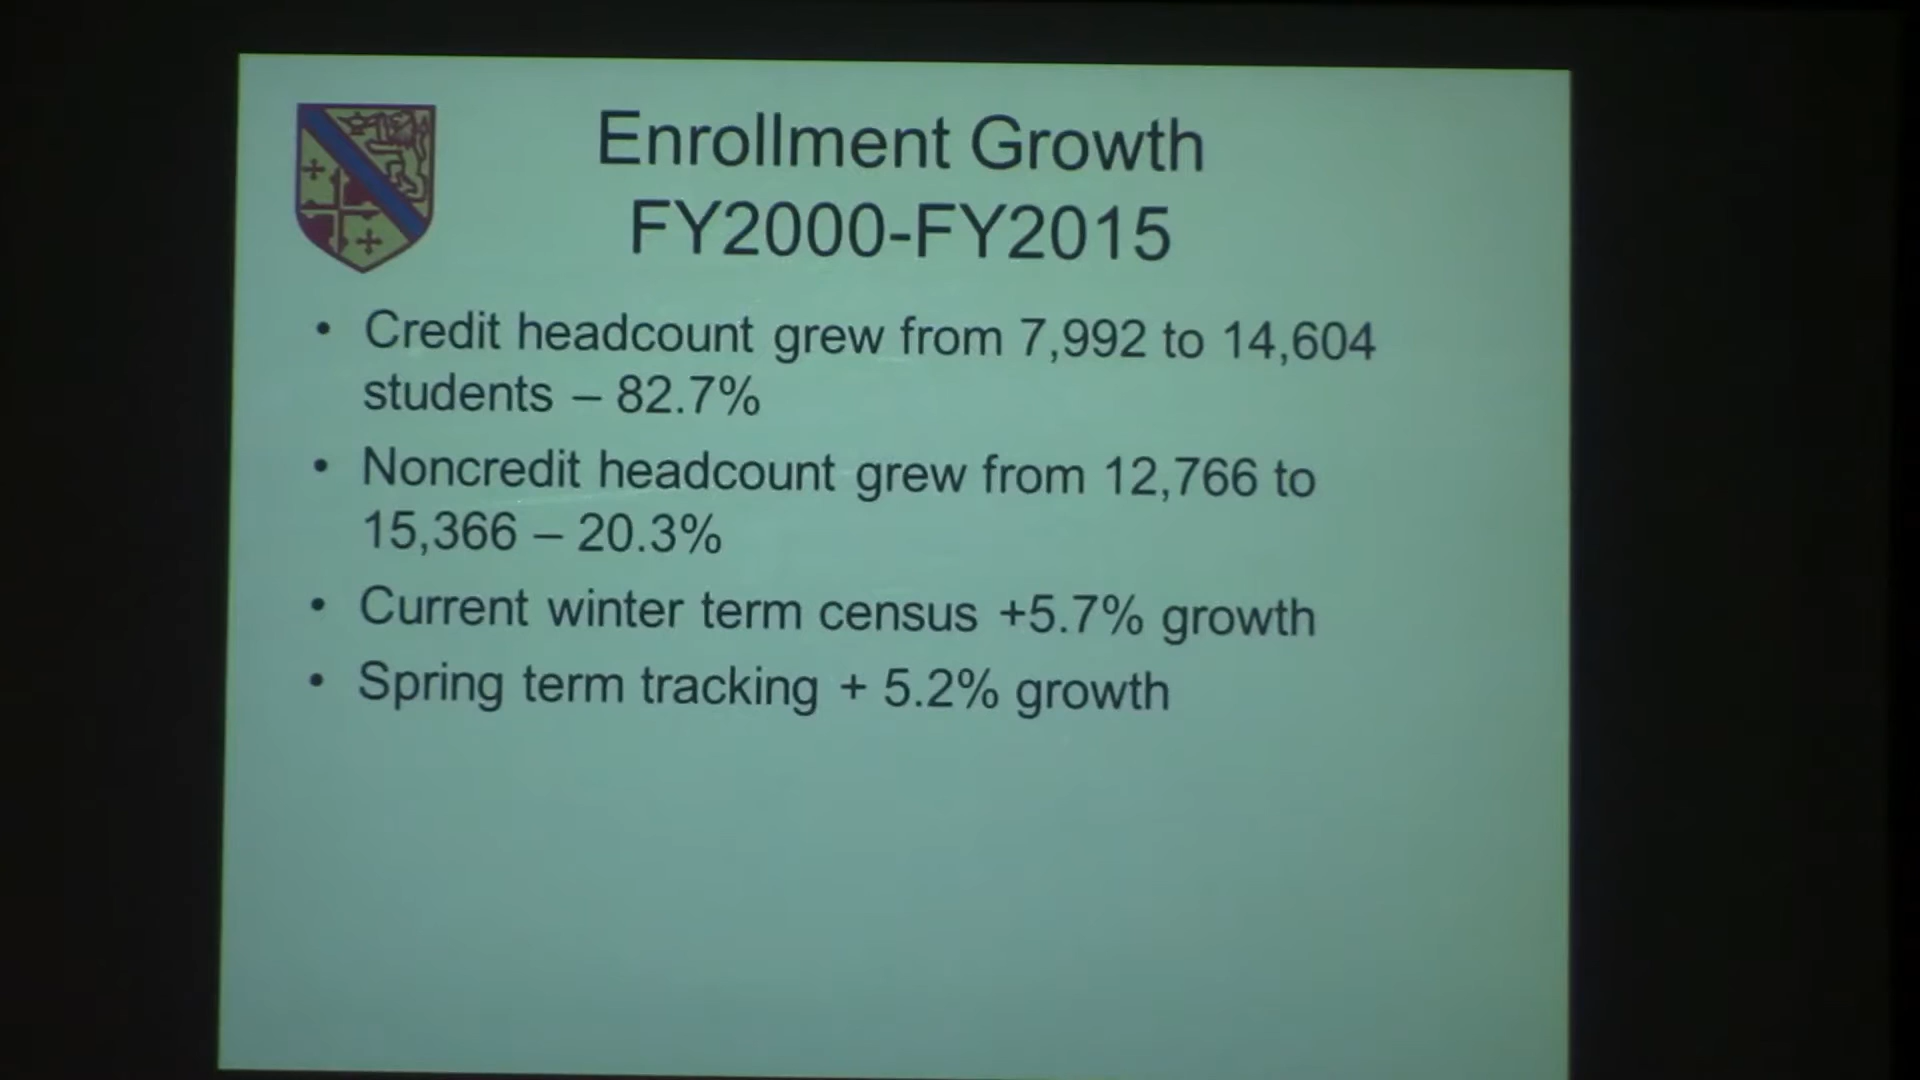 Enrollment Growth
FY2000-FY2015
• Credit headcount grew from 7,992 to 14,604
students – 82.7%
• Noncredit headcount grew from 12,766 to
15,366 – 20.3%
• Current winter term census +5.7% growth
• Spring term tracking + 5.2% growth